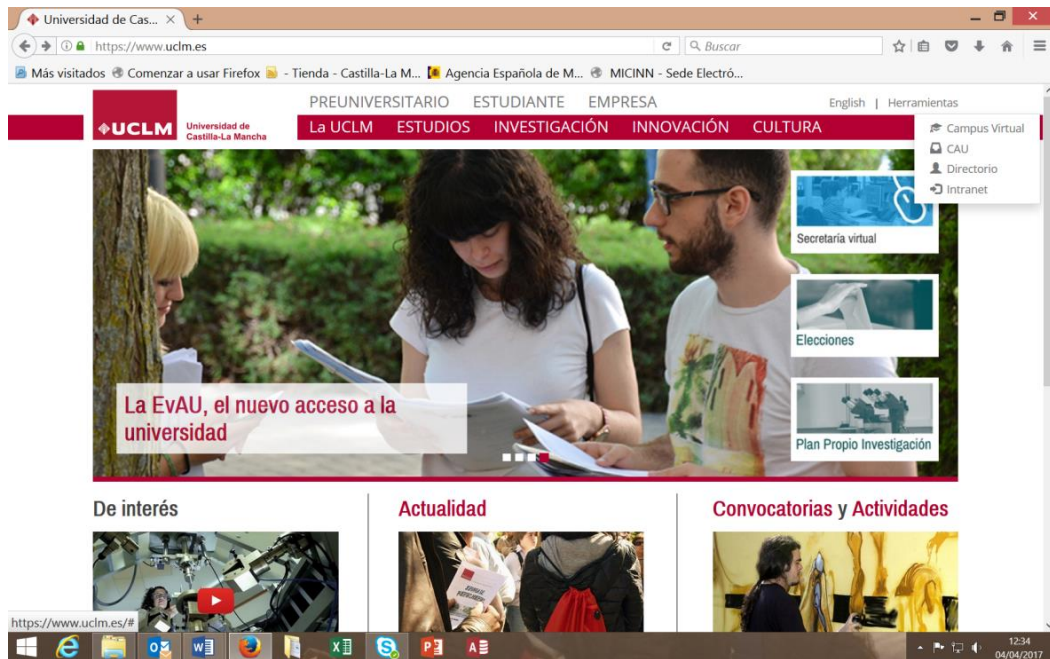 Universidad de Cas...
https://www.uclm.es
Buscar
Más visitados
Comenzar a usar Firefox
- Tienda - Castilla-La M...
Agencia Española de M...
MICINN - Sede Electró...
PREUNIVERSITARIO ESTUDIANTE EMPRESA
English | Herramientas
UCLM
Universidad de
Castilla-La Mancha
La UCLM ESTUDIOS INVESTIGACIÓN INNOVACIÓN CULTURA
Campus Virtual
CAU
Directorio
Intranet
Secretaría virtual
Elecciones
Plan Propio Investigación
La EvAU, el nuevo acceso a la
universidad
De interés
Actualidad
Convocatorias y Actividades
https://www.uclm.es/#
12:34
04/04/2017